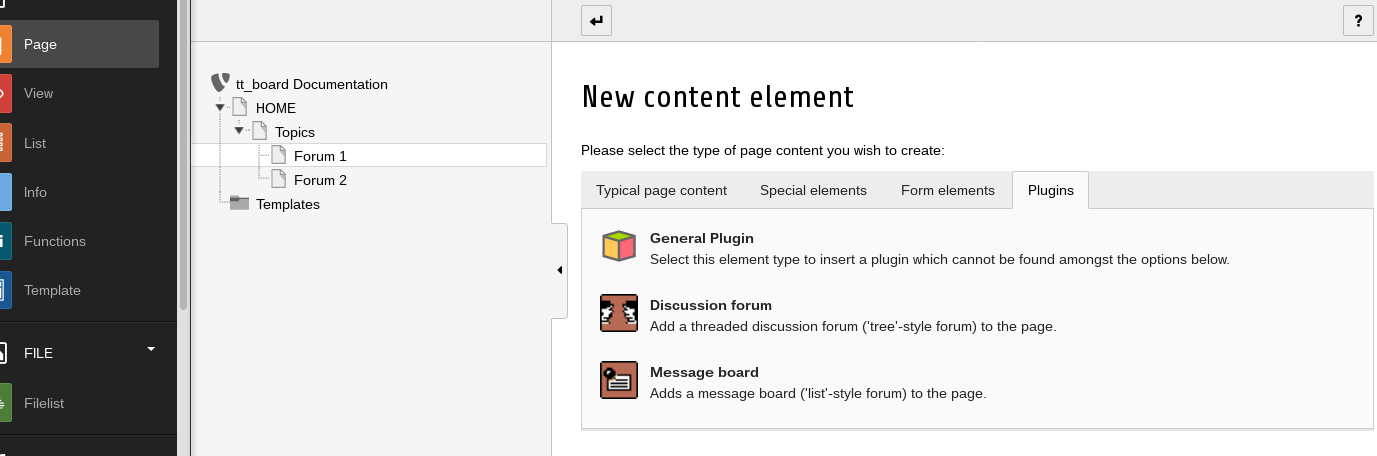 Page
View
List
Info
Functions
Template
FILE
Filelist
tt_board Documentation
HOME
Topics
Forum 1
Forum 2
Templates
?
New content element
Please select the type of page content you wish to create:
Typical page content Special elements Form elements Plugins
General Plugin
Select this element type to insert a plugin which cannot be found amongst the options below.
Discussion forum
Add a threaded discussion forum ('tree'-style forum) to the page.
Message board
Adds a message board ('list'-style forum) to the page.